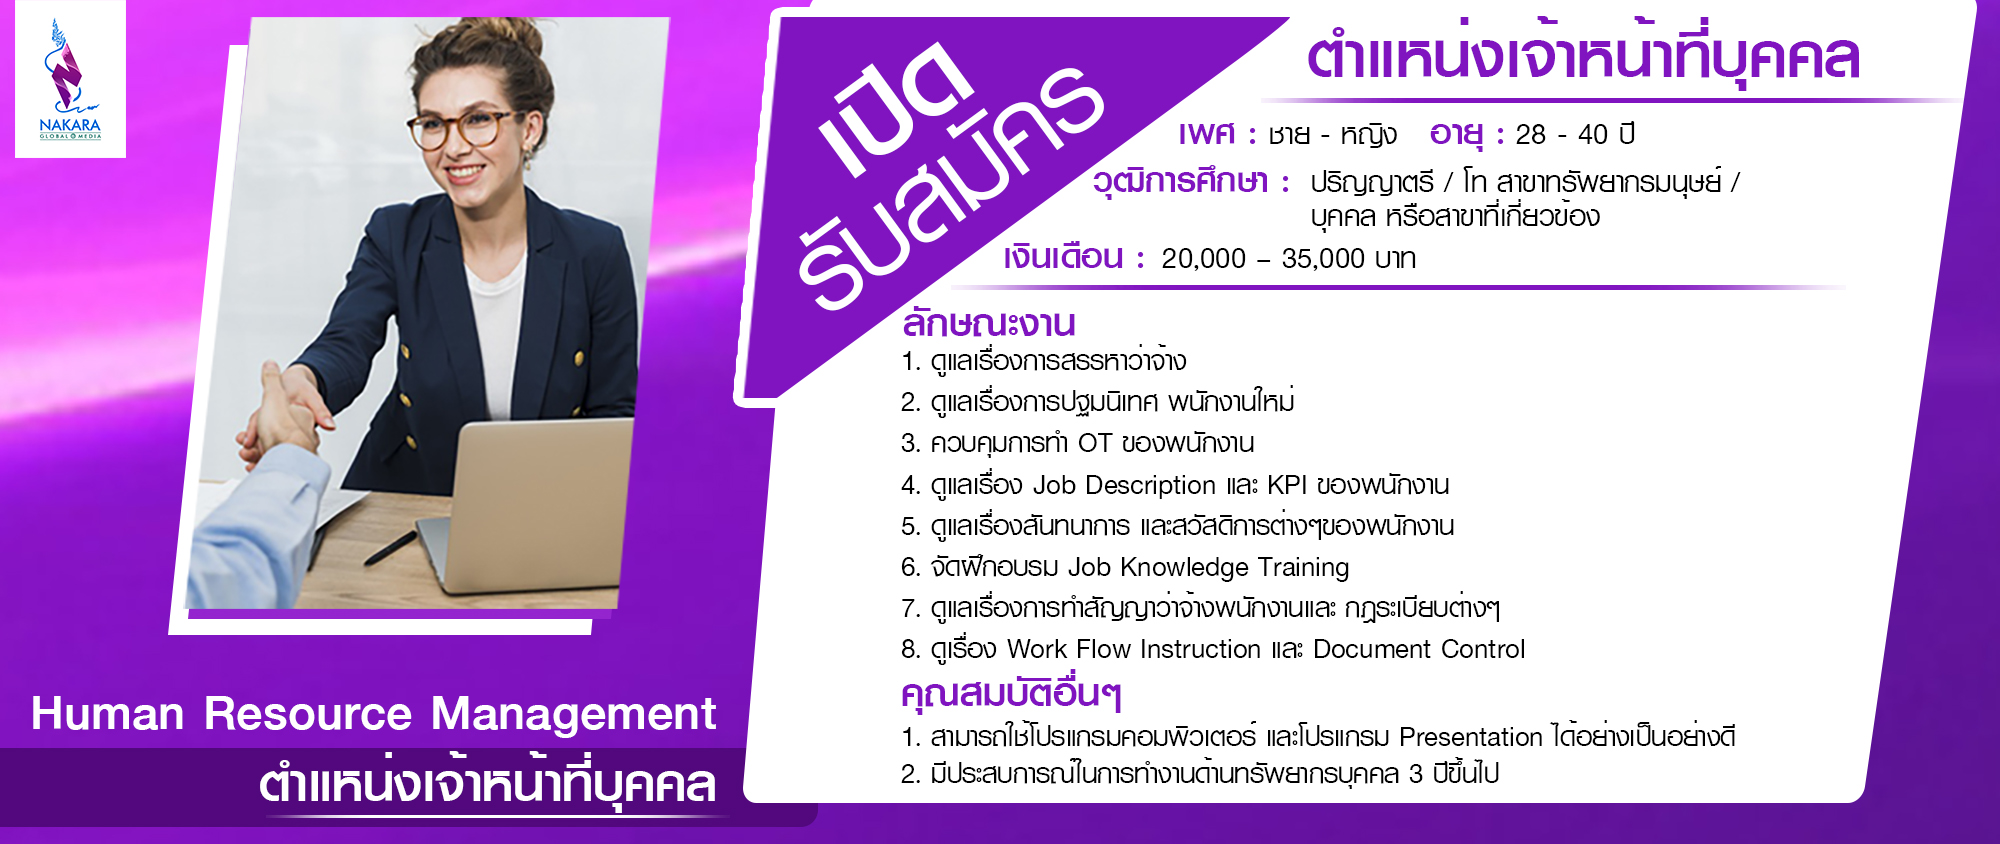 NAKARA
GLOBAL MEDIA
Human Resource Management
ตำแหน่งเจ้าหน้าที่บุคคล
เปิด
รับสมัคร
ตำแหน่งเจ้าหน้าที่บุคคล
เพศ : ชาย - หญิง อายุ : 28 - 40 ปี
วุฒิการศึกษา : ปริญญาตรี / โท สาขาทรัพยากรมนุษย์ /
บุคคล หรือสาขาที่เกี่ยวข้อง
เงินเดือน : 20,000 – 35,000 บาท
ลักษณะงาน
1. ดูแลเรื่องการสรรหาว่าจ้าง
2. ดูแลเรื่องการปฐมนิเทศ พนักงานใหม่
3. ควบคุมการทำ OT ของพนักงาน
4. ดูแลเรื่อง Job Description และ KPI ของพนักงาน
5. ดูแลเรื่องสันทนาการ และสวัสดิการต่างๆของพนักงาน
6. จัดฝึกอบรม Job Knowledge Training
7. ดูแลเรื่องการทำสัญญาว่าจ้างพนักงานและ กฎระเบียบต่างๆ
8. ดูเรื่อง Work Flow Instruction และ Document Control
คุณสมบัติอื่นๆ
1. สามารถใช้โปรแกรมคอมพิวเตอร์ และโปรแกรม Presentation ได้อย่างเป็นอย่างดี
2. มีประสบการณ์ในการทำงานด้านทรัพยากรบุคคล 3 ปีขึ้นไป